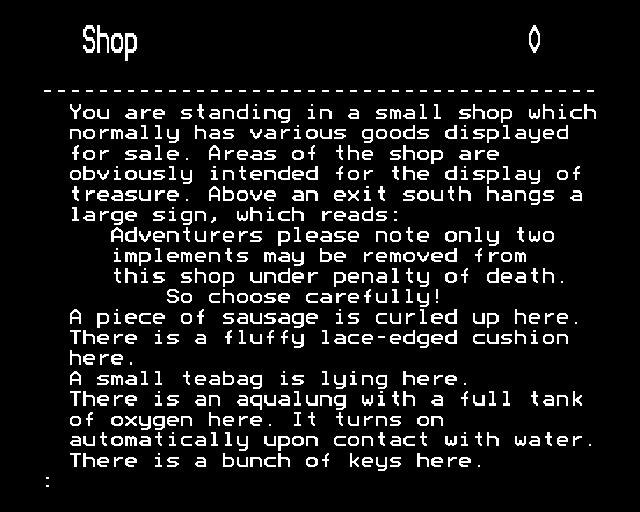 Shop 0
-------------------------------------------
You are standing in a small shop which
normally has various goods displayed
for sale. Areas of the shop are
obviously intended for the display of
treasure. Above an exit south hangs a
large sign, which reads:
Adventurers please note only two
implements may be removed from
this shop under penalty of death.
So choose carefully!
A piece of sausage is curled up here.
There is a fluffy lace-edged cushion
here.
A small teabag is lying here.
There is an aqualung with a full tank
of oxygen here. It turns on
automatically upon contact with water.
There is a bunch of keys here.
: